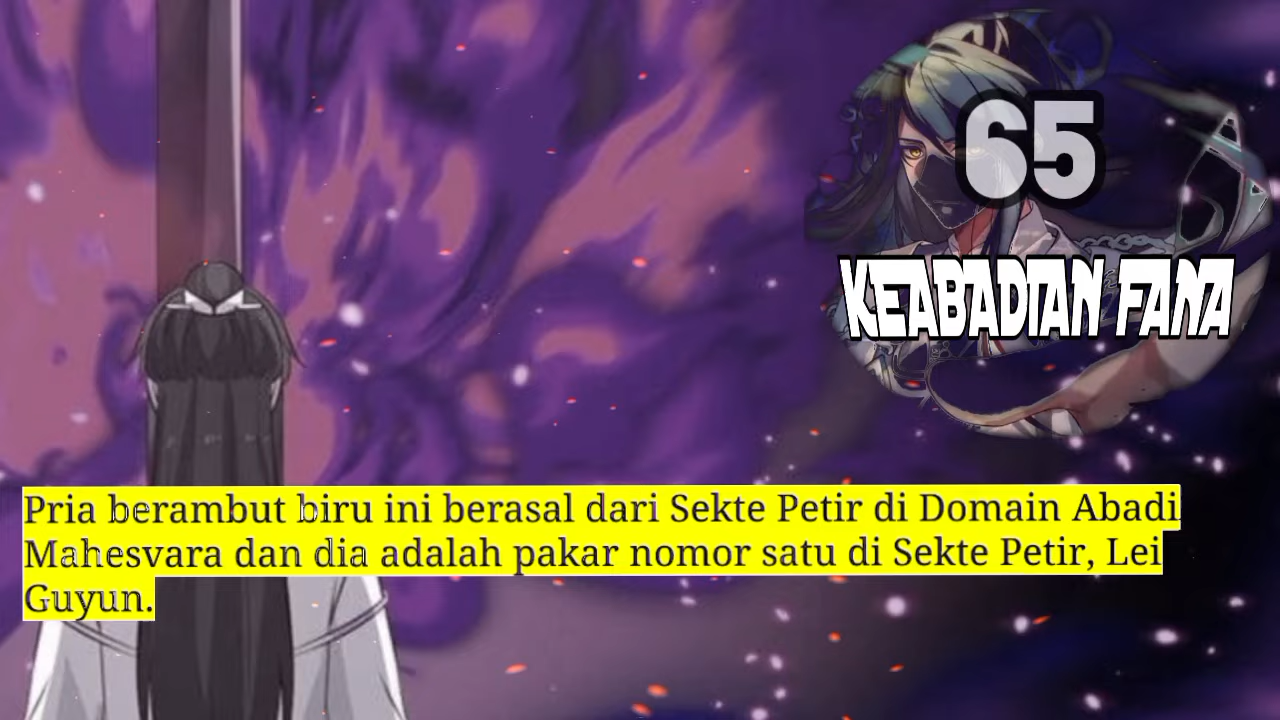 65
KEABADIAN FANA
Pria berambut biru ini berasal dari Sekte Petir di Domain Abadi
Mahesvara dan dia adalah pakar nomor satu di Sekte Petir, Lei
Guyun.